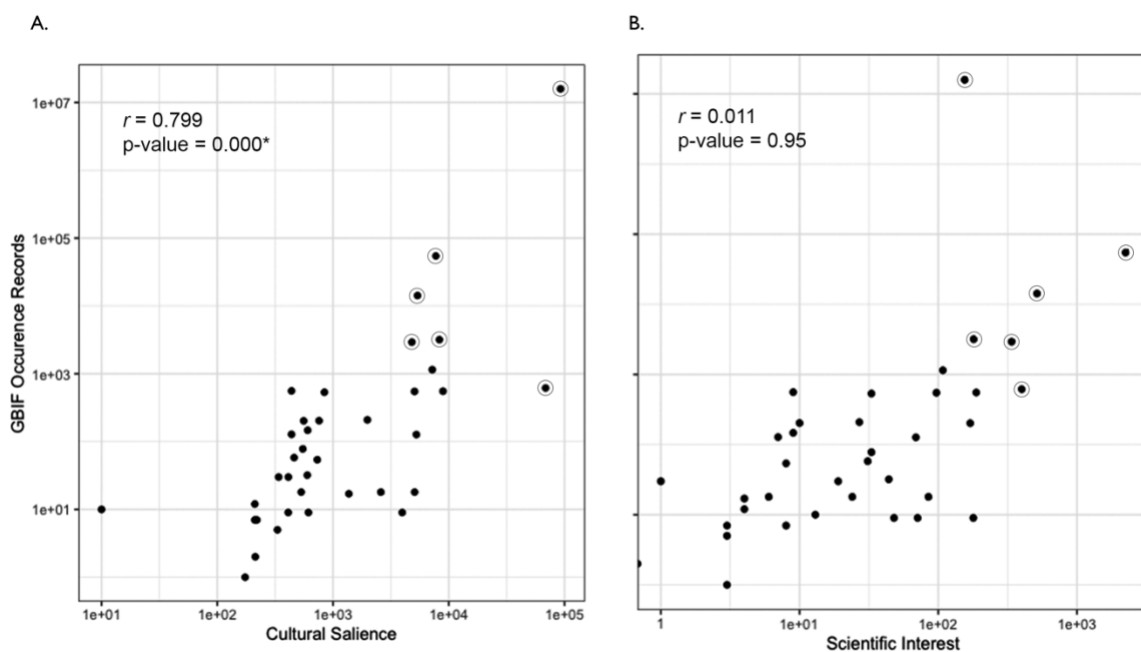 A.
B.
r = 0.799
p-value = 0.000*
r = 0.011
p-value = 0.95
GBIF Occurence Records
1e+07
1e+05
1e+03
1e+01
1e+01 1e+02 1e+03 1e+04 1e+05
Cultural Salience
1 1e+01 1e+02 1e+03
Scientific Interest